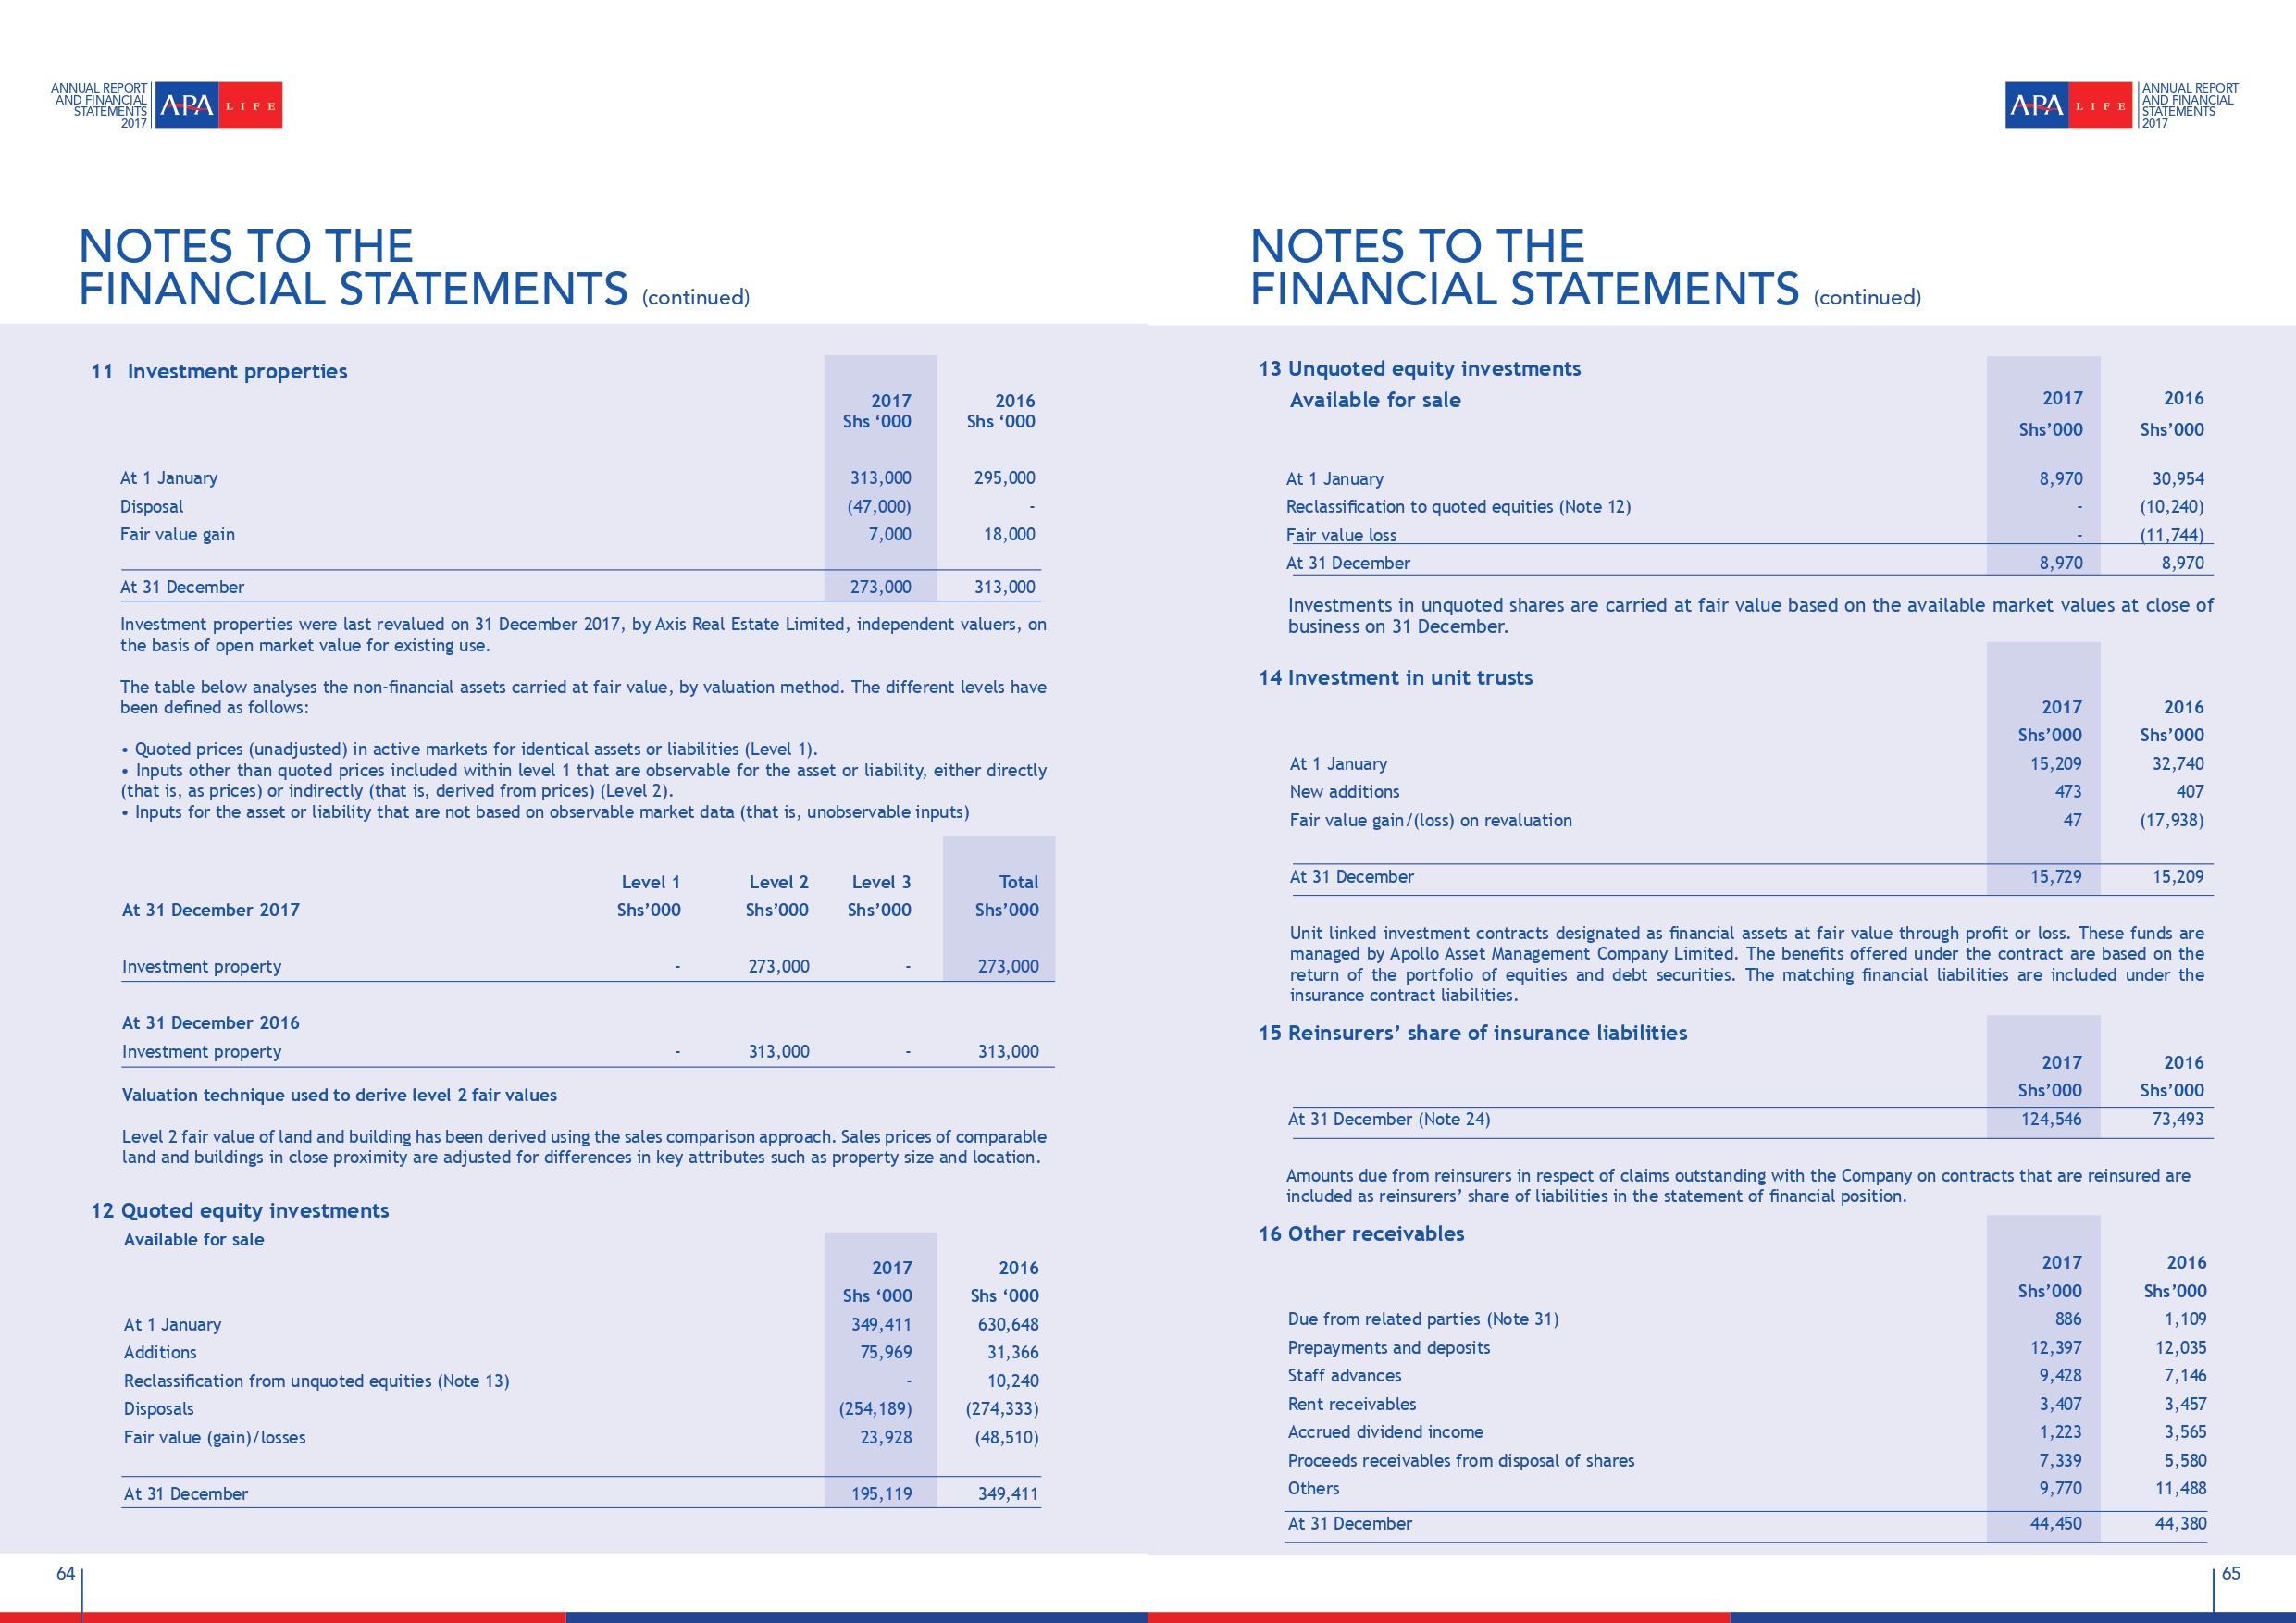 ANNUAL REPORT
AND FINANCIAL
STATEMENTS
2017
APA LIFE
NOTES TO THE
FINANCIAL STATEMENTS (continued)
11 Investment properties
2017 2016
Shs ‘000 Shs ‘000
At 1 January 313,000 295,000
Disposal (47,000) -
Fair value gain 7,000 18,000
At 31 December 273,000 313,000
Investment properties were last revalued on 31 December 2017, by Axis Real Estate Limited, independent valuers, on
the basis of open market value for existing use.
The table below analyses the non-financial assets carried at fair value, by valuation method. The different levels have
been defined as follows:
• Quoted prices (unadjusted) in active markets for identical assets or liabilities (Level 1).
• Inputs other than quoted prices included within level 1 that are observable for the asset or liability, either directly
(that is, as prices) or indirectly (that is, derived from prices) (Level 2).
• Inputs for the asset or liability that are not based on observable market data (that is, unobservable inputs)
Level 1 Level 2 Level 3 Total
At 31 December 2017 Shs’000 Shs’000 Shs’000 Shs’000
Investment property - 273,000 - 273,000
At 31 December 2016
Investment property - 313,000 - 313,000
Valuation technique used to derive level 2 fair values
Level 2 fair value of land and building has been derived using the sales comparison approach. Sales prices of comparable
land and buildings in close proximity are adjusted for differences in key attributes such as property size and location.
12 Quoted equity investments
Available for sale
2017 2016
Shs ‘000 Shs ‘000
At 1 January 349,411 630,648
Additions 75,969 31,366
Reclassification from unquoted equities (Note 13) - 10,240
Disposals (254,189) (274,333)
Fair value (gain)/losses 23,928 (48,510)
At 31 December 195,119 349,411
64
APA LIFE
ANNUAL REPORT
AND FINANCIAL
STATEMENTS
2017
NOTES TO THE
FINANCIAL STATEMENTS (continued)
13 Unquoted equity investments
Available for sale 2017 2016
Shs’000 Shs’000
At 1 January 8,970 30,954
Reclassification to quoted equities (Note 12) - (10,240)
Fair value loss - (11,744)
At 31 December 8,970 8,970
Investments in unquoted shares are carried at fair value based on the available market values at close of
business on 31 December.
14 Investment in unit trusts
2017 2016
Shs’000 Shs’000
At 1 January 15,209 32,740
New additions 473 407
Fair value gain/(loss) on revaluation 47 (17,938)
At 31 December 15,729 15,209
Unit linked investment contracts designated as financial assets at fair value through profit or loss. These funds are
managed by Apollo Asset Management Company Limited. The benefits offered under the contract are based on the
return of the portfolio of equities and debt securities. The matching financial liabilities are included under the
insurance contract liabilities.
15 Reinsurers’ share of insurance liabilities
2017 2016
Shs’000 Shs’000
At 31 December (Note 24) 124,546 73,493
Amounts due from reinsurers in respect of claims outstanding with the Company on contracts that are reinsured are
included as reinsurers’ share of liabilities in the statement of financial position.
16 Other receivables
2017 2016
Shs’000 Shs’000
Due from related parties (Note 31) 886 1,109
Prepayments and deposits 12,397 12,035
Staff advances 9,428 7,146
Rent receivables 3,407 3,457
Accrued dividend income 1,223 3,565
Proceeds receivables from disposal of shares 7,339 5,580
Others 9,770 11,488
At 31 December 44,450 44,380
65